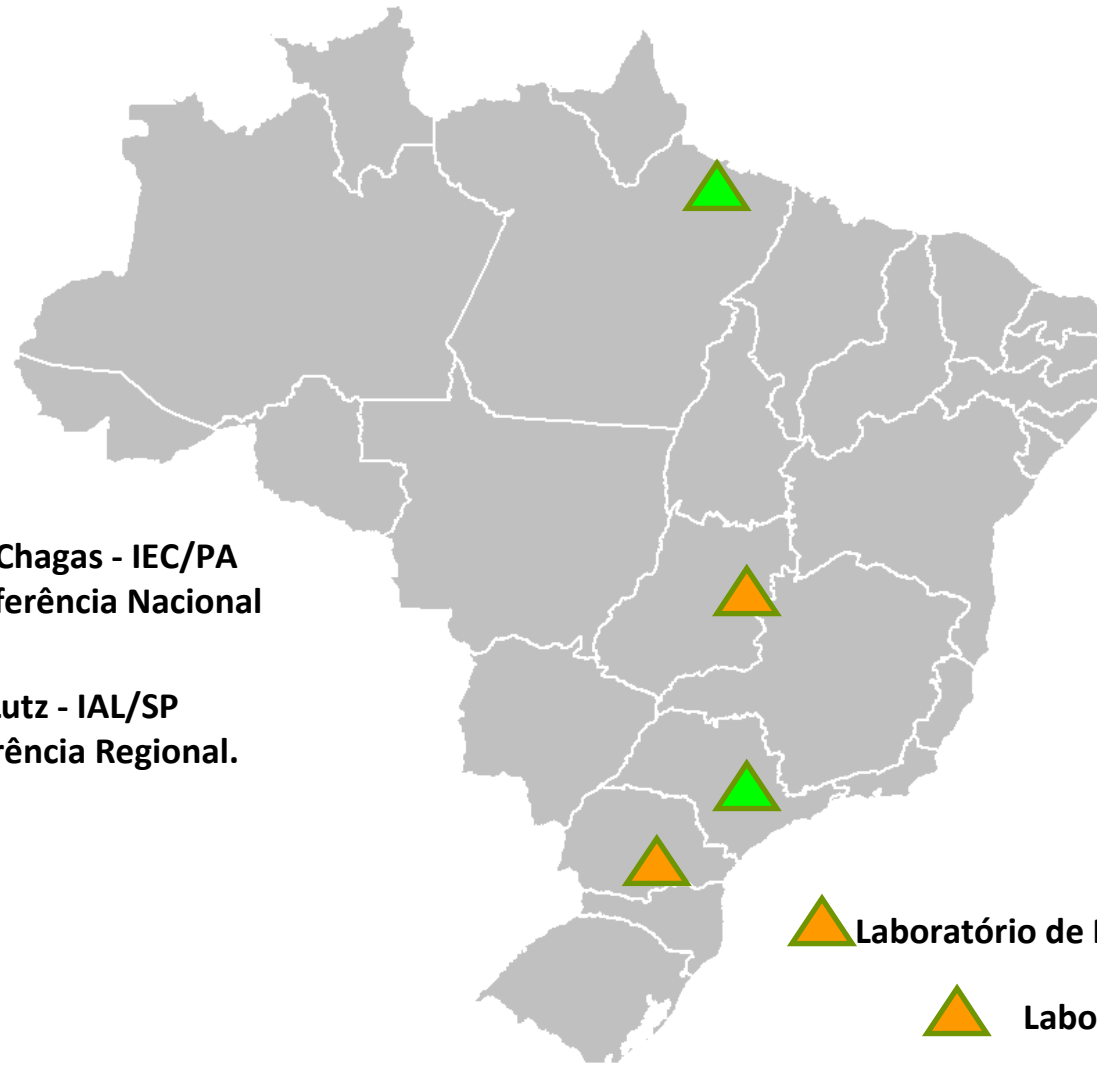 Chagas - IEC/PA
ferência Nacional
utz - IAL/SP
rência Regional.
Laboratório de
Labo